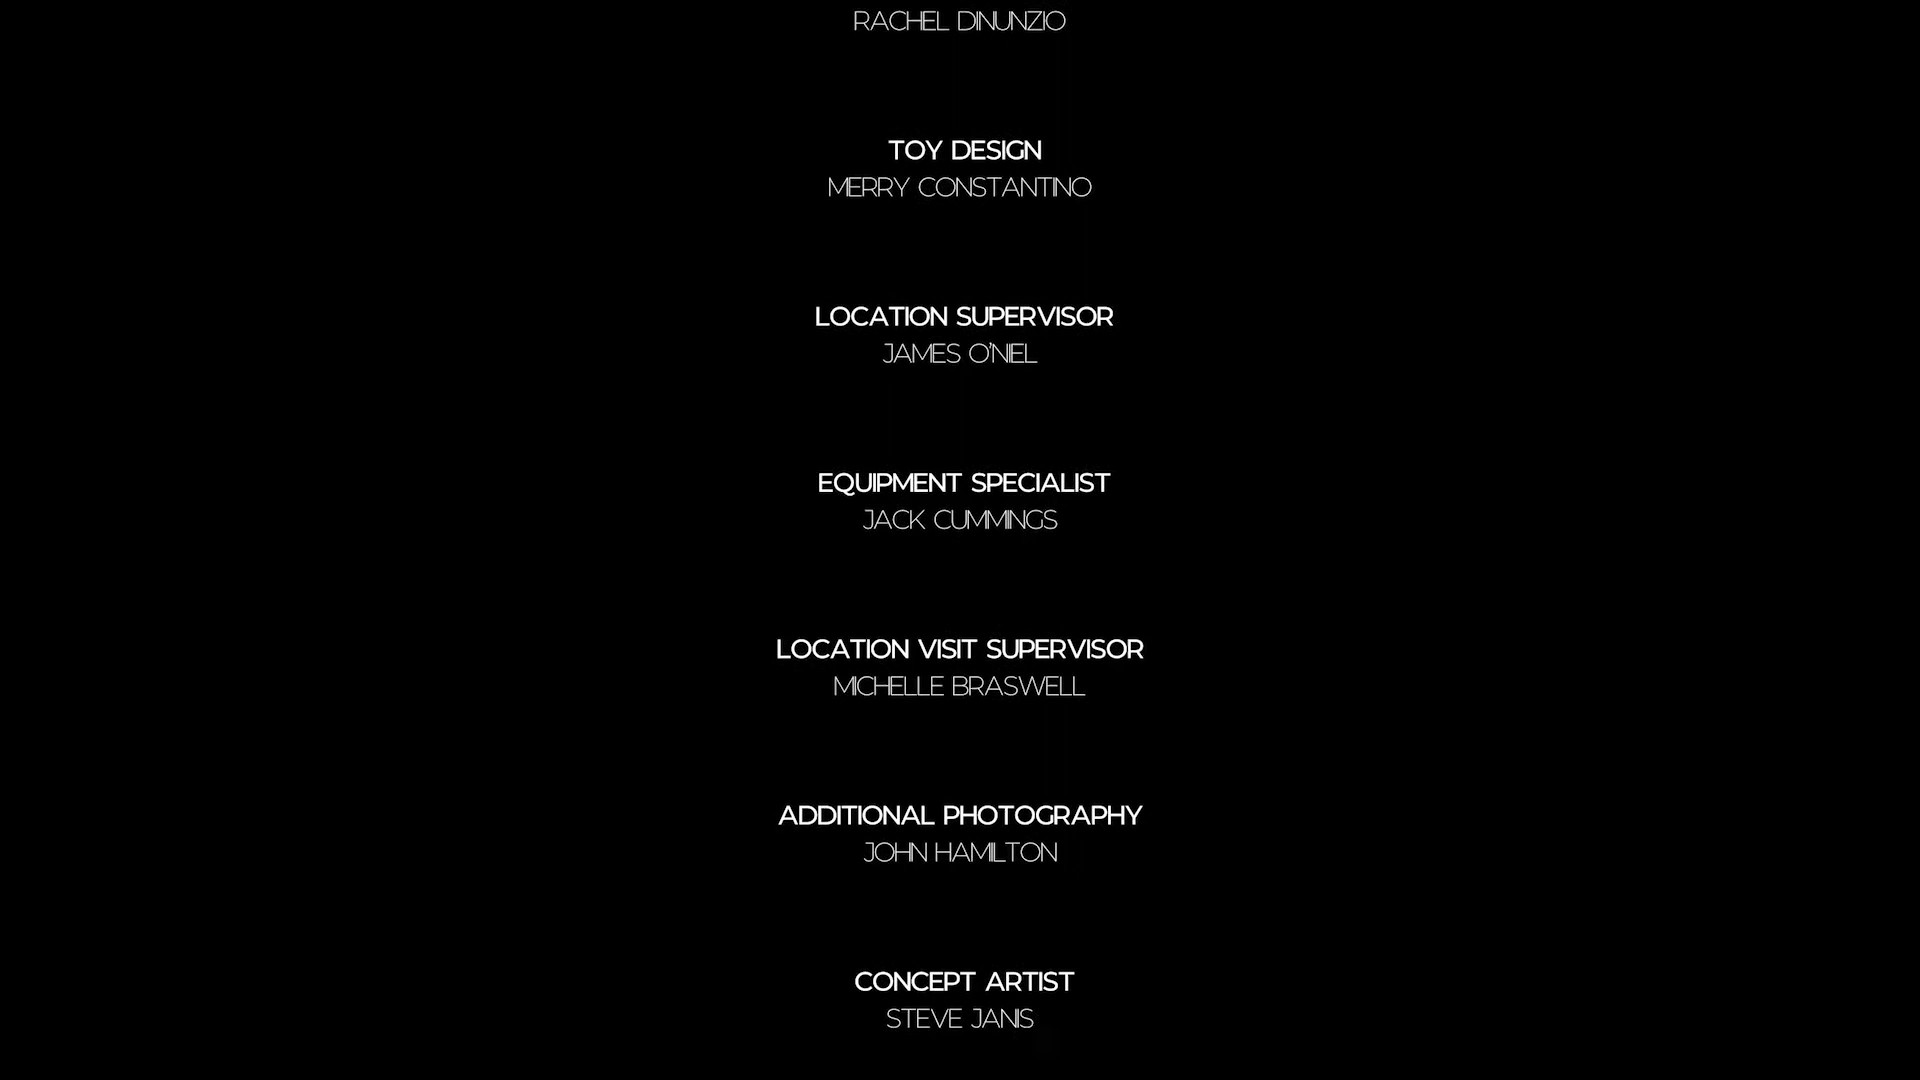 RACHEL DINUNZIO
TOY DESIGN
MERRY CONSTANTINO
LOCATION SUPERVISOR
JAMES O'NIEL
EQUIPMENT SPECIALIST
JACK CUMMINGS
LOCATION VISIT SUPERVISOR
MICHELLE BRASWELL
ADDITIONAL PHOTOGRAPHY
JOHN HAMILTON
CONCEPT ARTIST
STEVE JANIS